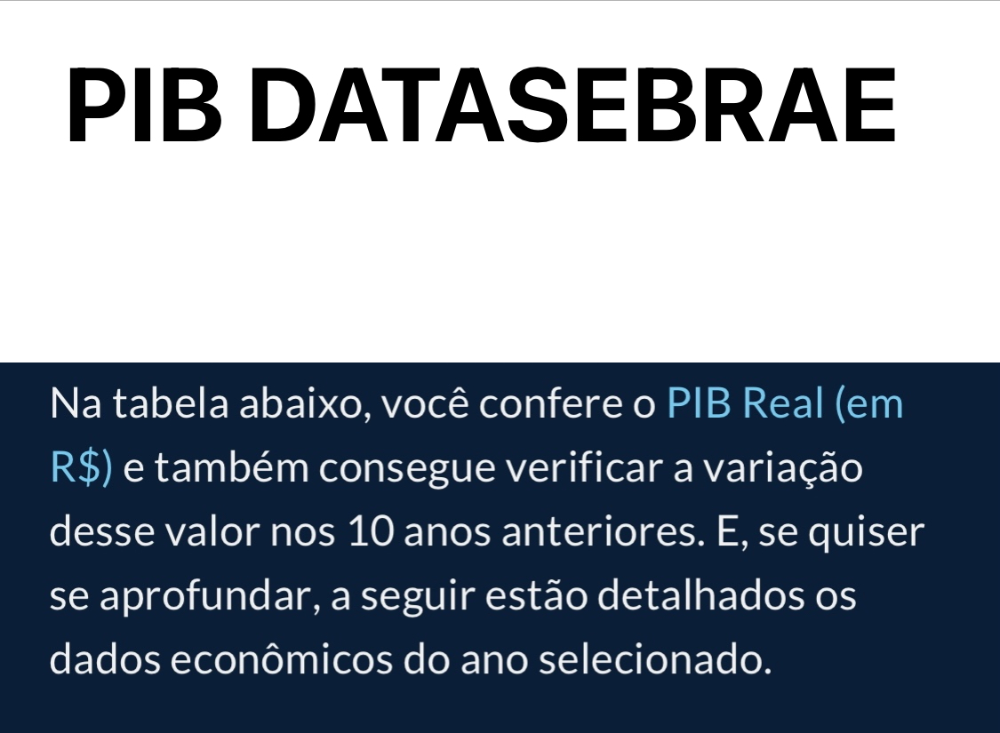 PIB DATASEBRAE
Na tabela abaixo, você confere o PIB Real (em
R$) e também consegue verificar a variação
desse valor nos 10 anos anteriores. E, se quiser
se aprofundar, a seguir estão detalhados os
dados econômicos do ano selecionado.